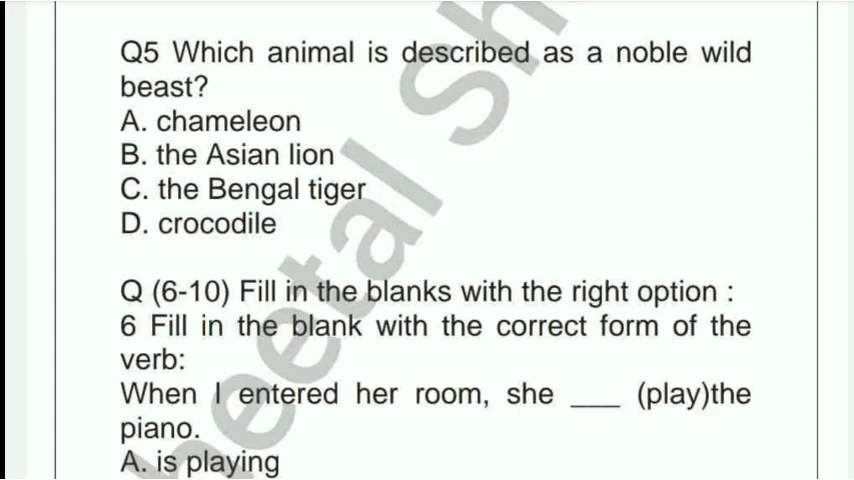 Q5 Which animal is described as a noble wild
beast?
A. chameleon
B. the Asian lion
C. the Bengal tiger
D. crocodile
Q (6-10) Fill in the blanks with the right option :
6 Fill in the blank with the correct form of the
verb:
When I entered her room, she ___ (play)the
piano.
A. is playing
heetal Sh